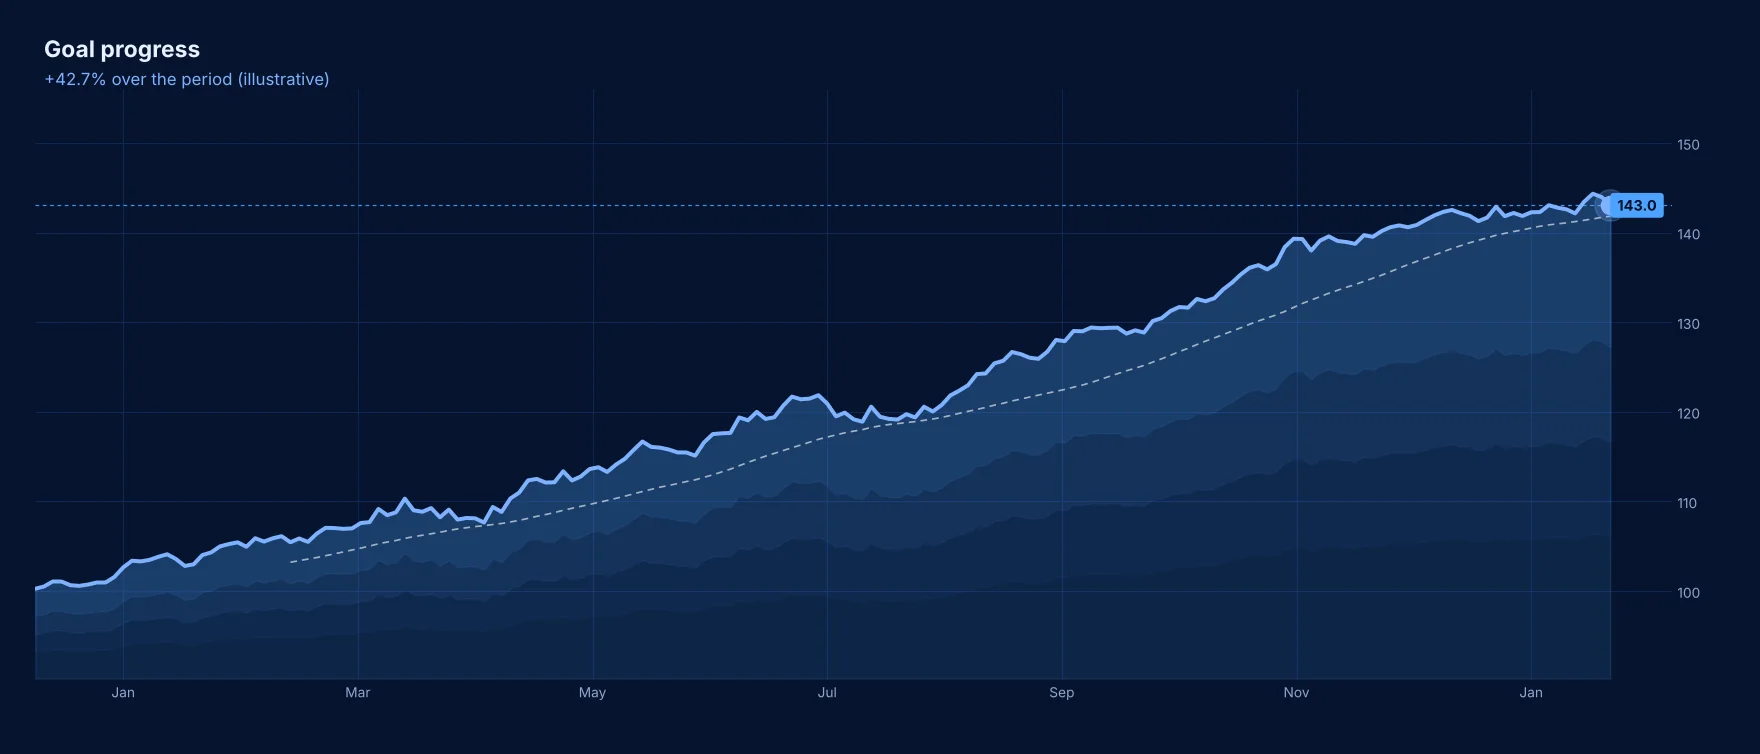 Goal progress
+42.7% over the period (illustrative)
150
143.0
140
130
120
110
100
Jan Mar May Jul Sep Nov Jan